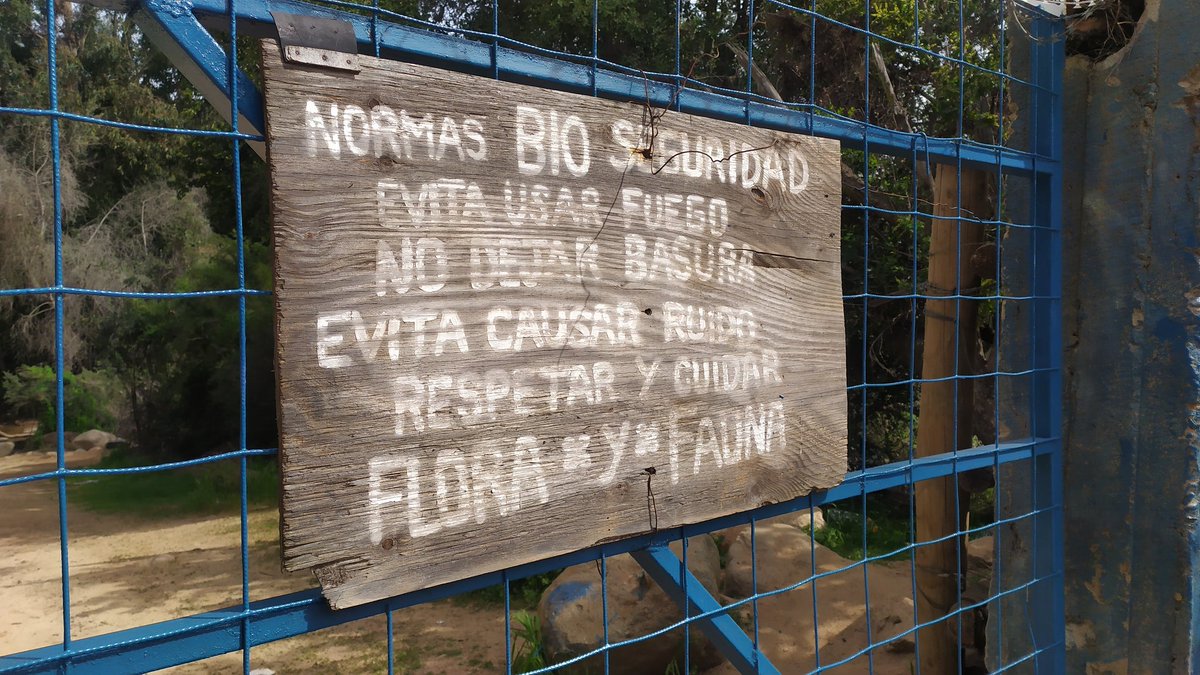 NORMAS BIO SEGURIDAD
EVITA USAR FUEGO
NO DEJAR BASURA
EVITA CAUSAR RUIDO
RESPETAR Y CUIDAR
FLORA "Y" FAUNA